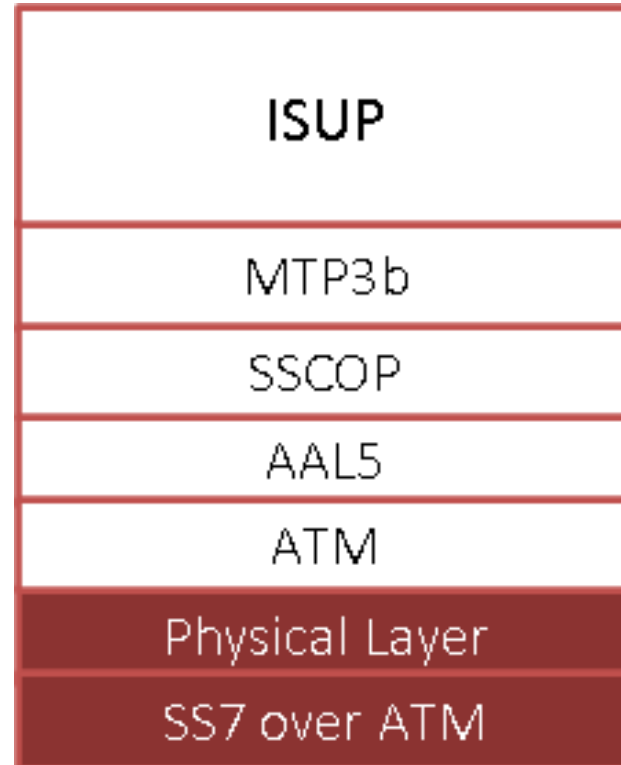 ISUP
MTP3b
SSCOP
AAL5
ATM
Physical Layer
SS7 over ATM